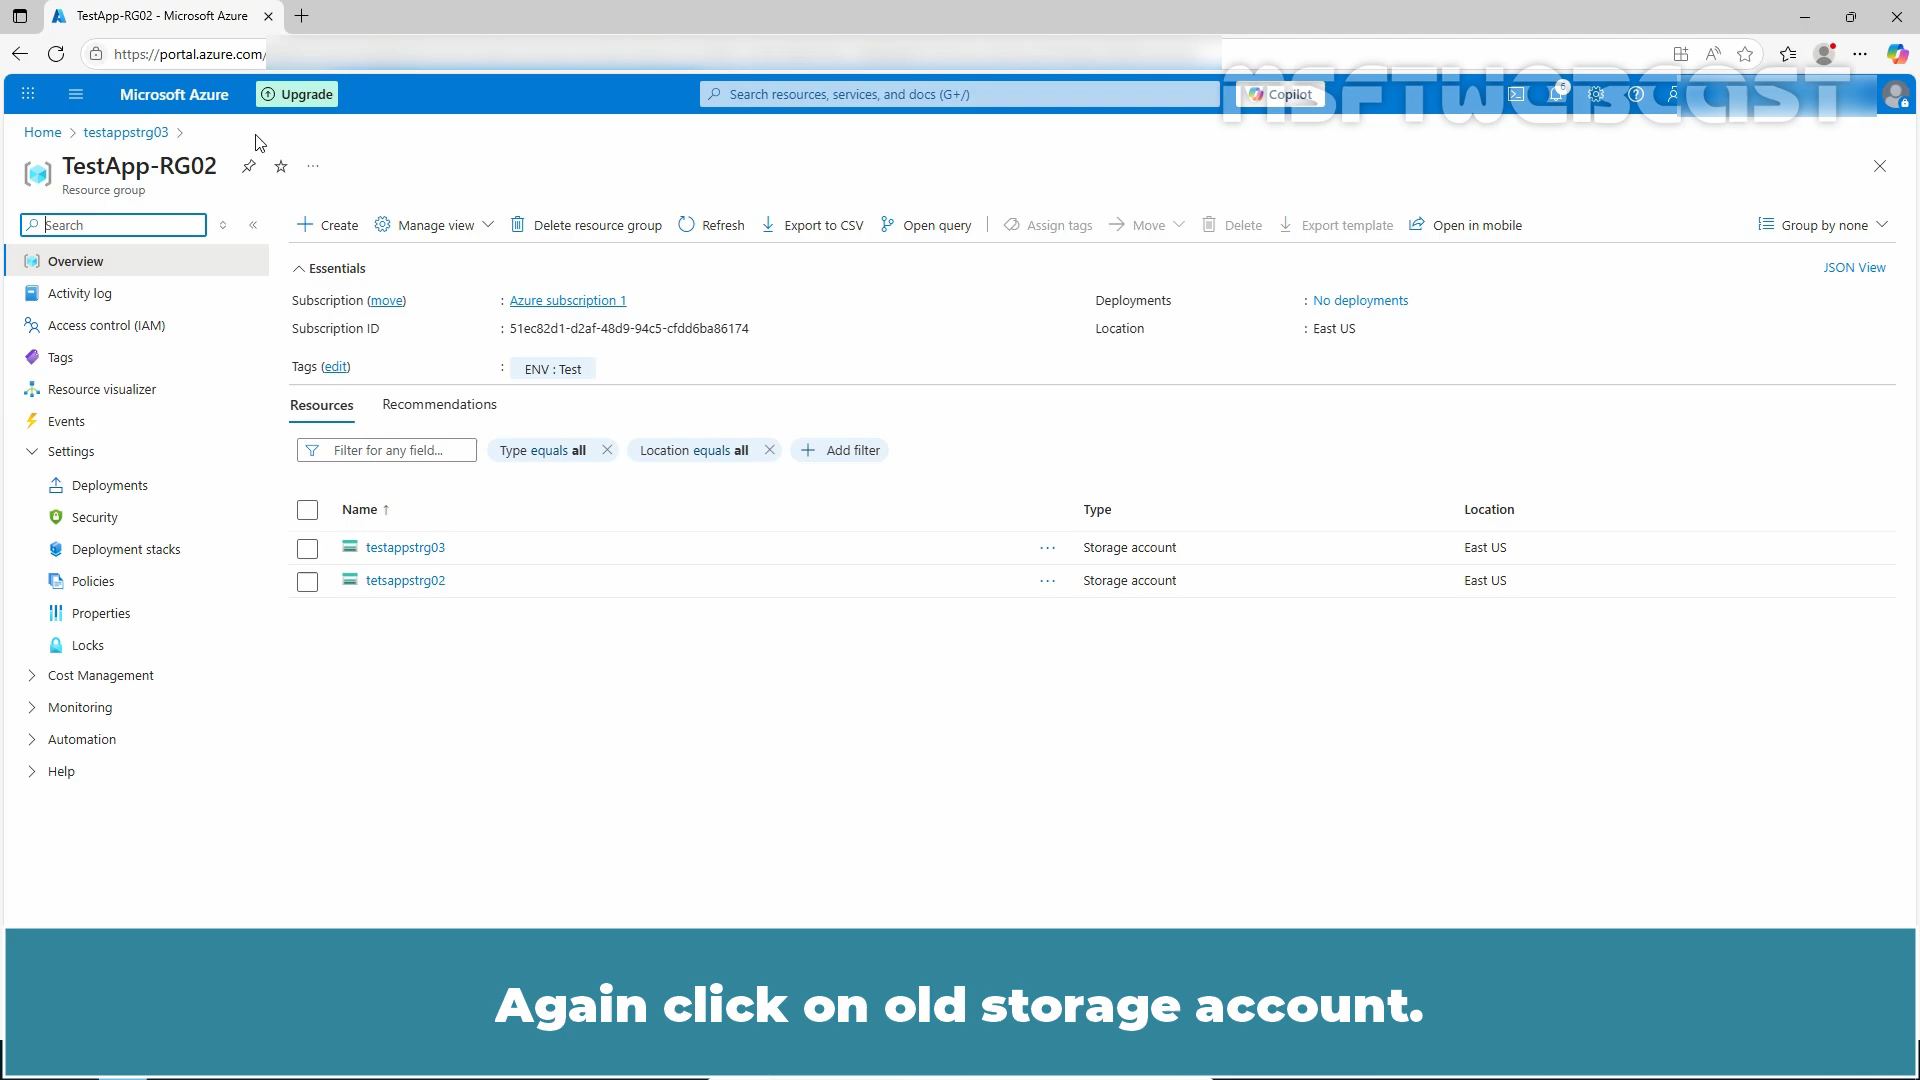 TestApp-RG02 - Microsoft Azure
https://portal.azure.com/
Microsoft Azure
Upgrade
Search resources, services, and docs (G+/)
Copilot
6
MSFTWEBCAST
Home > testappstrg03 >
TestApp-RG02
Resource group
Search
Create
Manage view
Delete resource group
Refresh
Export to CSV
Open query
Assign tags
Move
Delete
Export template
Open in mobile
Group by none
Overview
Activity log
Access control (IAM)
Tags
Resource visualizer
Events
Settings
Deployments
Security
Deployment stacks
Policies
Properties
Locks
Cost Management
Monitoring
Automation
Help
Essentials
JSON View
Subscription (move) : Azure subscription 1
Deployments : No deployments
Subscription ID : 51ec82d1-d2af-48d9-94c5-cfdd6ba86174
Location : East US
Tags (edit) : ENV : Test
Resources Recommendations
Filter for any field...
Type equals all
Location equals all
Add filter
Name ↑ Type Location
testappstrg03 ... Storage account East US
tetsappstrg02 ... Storage account East US
Again click on old storage account.